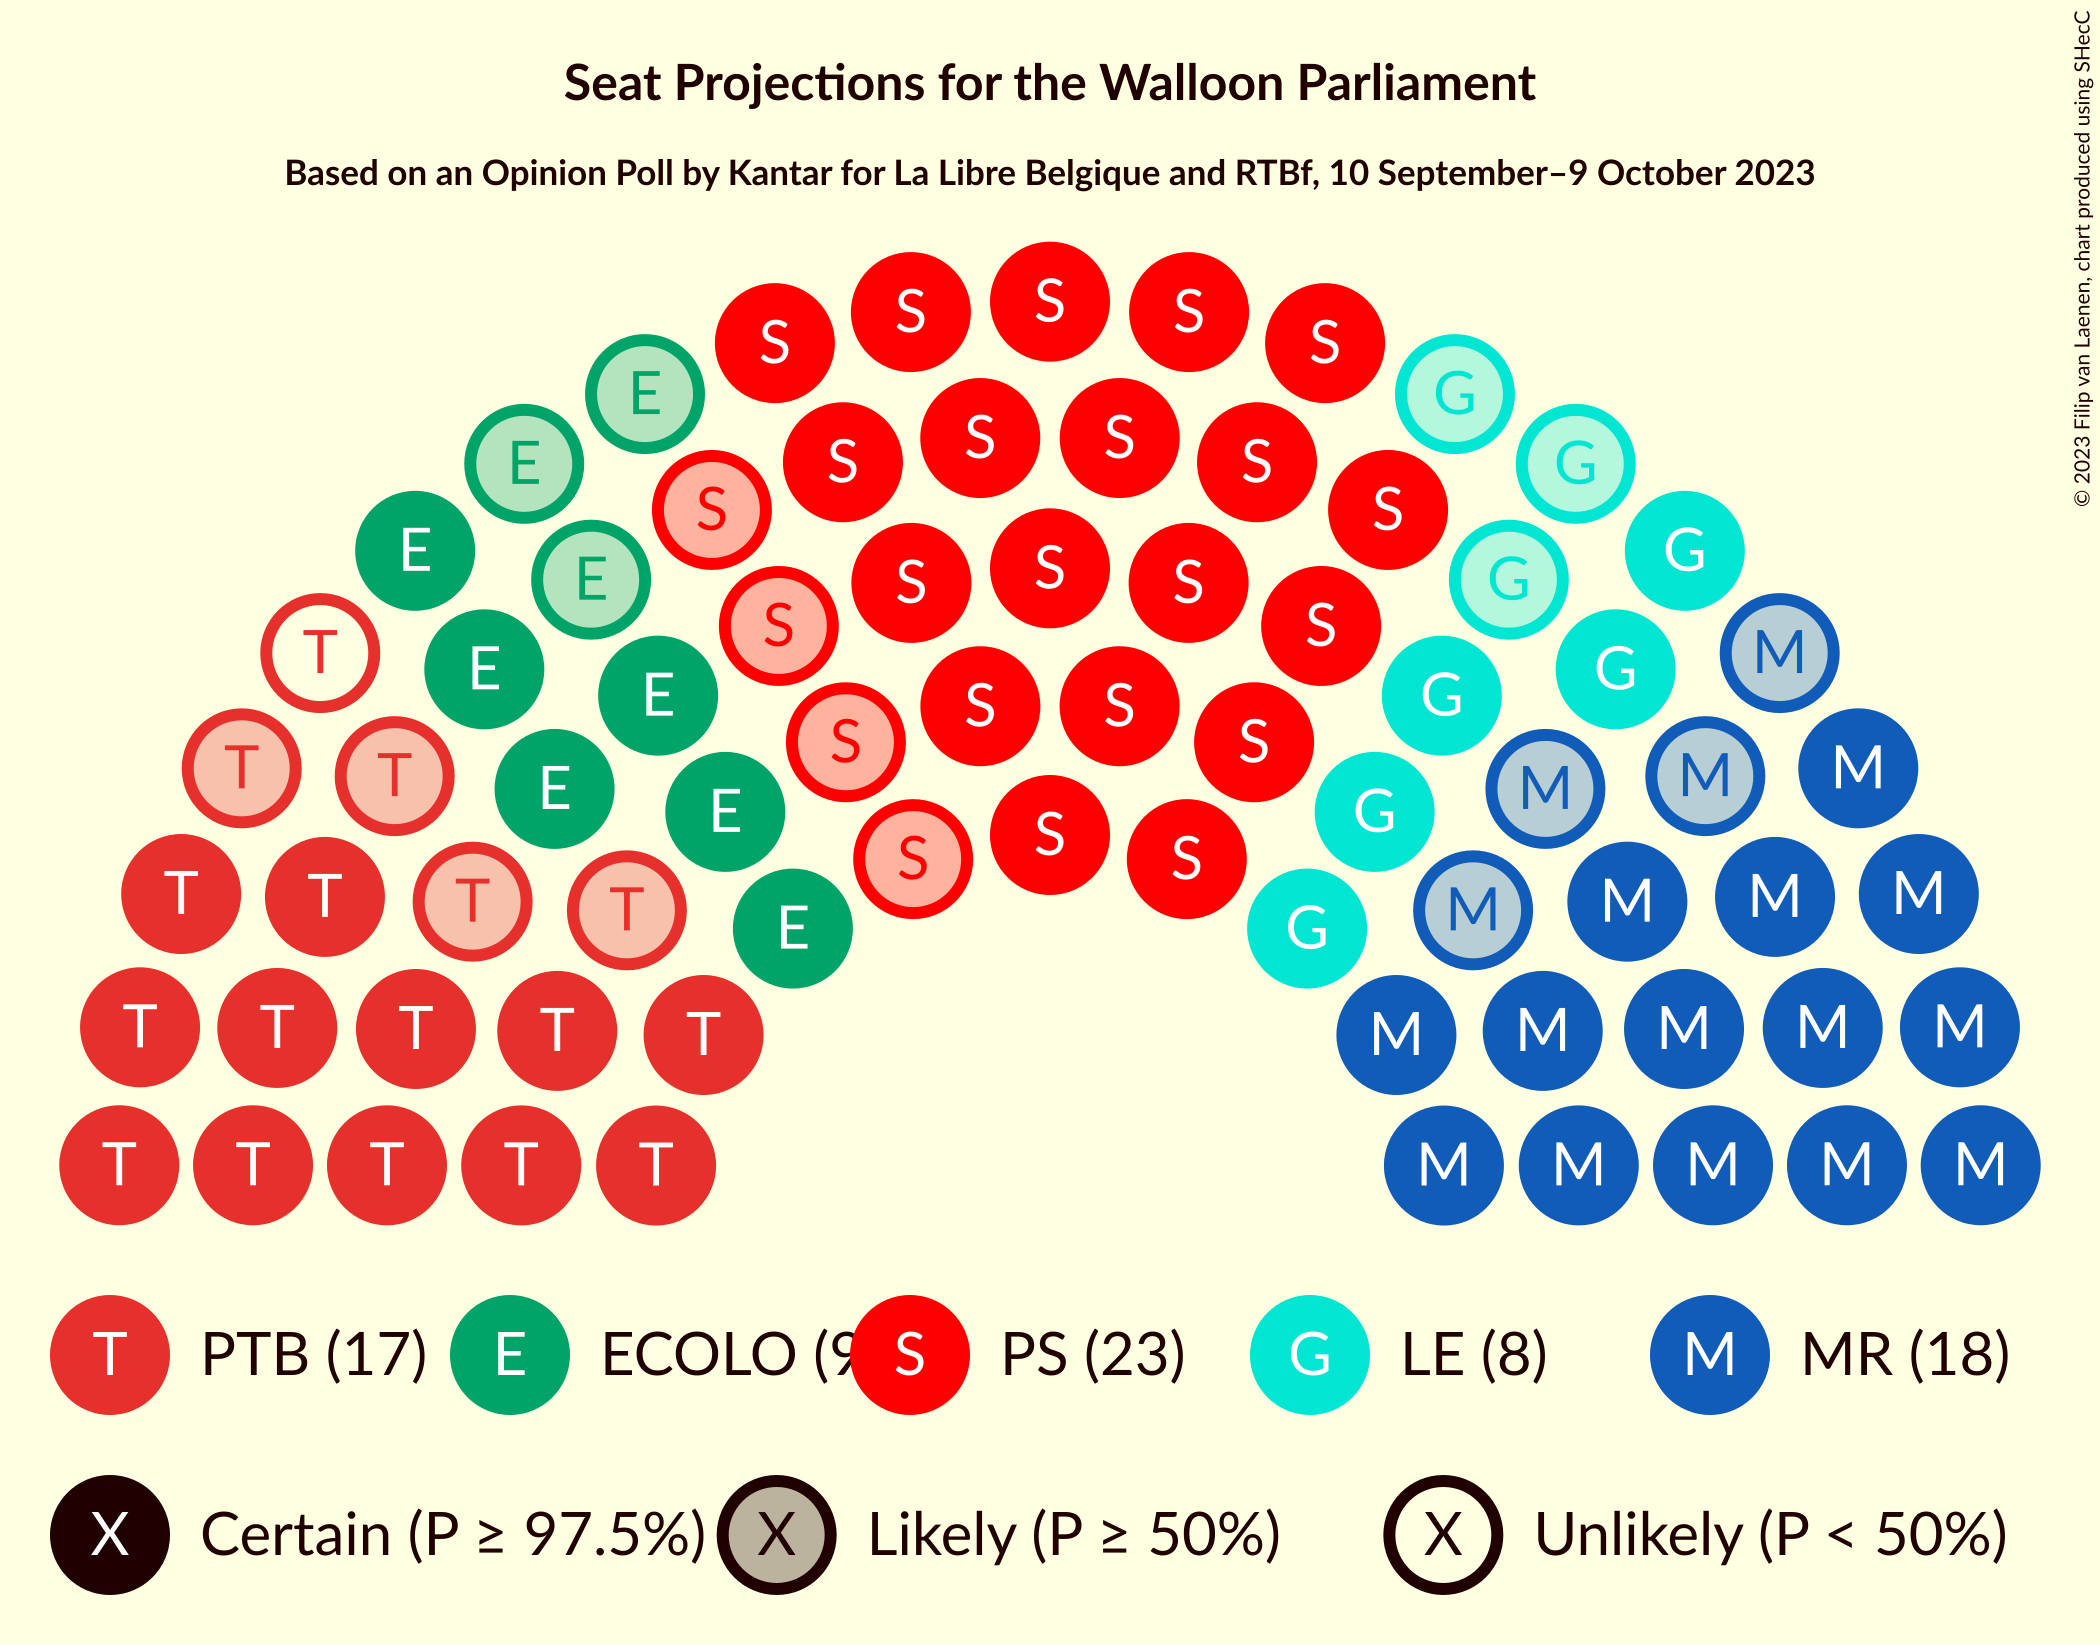 Seat Projections for the Walloon Parliament
Based on an Opinion Poll by Kantar for La Libre Belgique and RTBf, 10 September–9 October 2023
© 2023 Filip van Laenen, chart produced using SHecC
S S S S S
E G
S S S S
E G
S S
E G
E G
S S S
S S
T M
E G
E G
S S
S
T M
T M
E M
E G
S S
T T M M
T M
T M
E G
T T T T T M M M M M
T T T T T M M M M M
T PTB (17) E ECOLO (9 S PS (23) G LE (8) M MR (18)
X Certain (P ≥ 97.5%) X Likely (P ≥ 50%) X Unlikely (P < 50%)